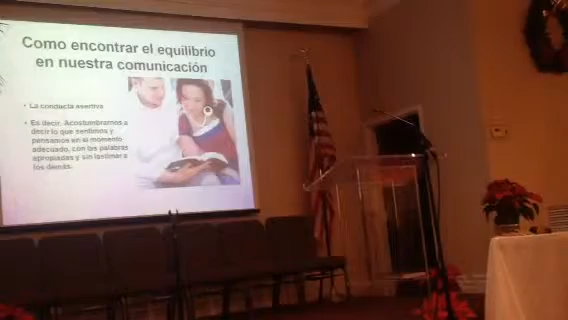 Como encontrar el equilibrio
en nuestra comunicación
• La conducta asertiva
• Es decir. Acostumbrarnos a
decir lo que sentimos y
pensamos en el momento
adecuado, con las palabras
apropiadas y sin lastimar a
los demás.